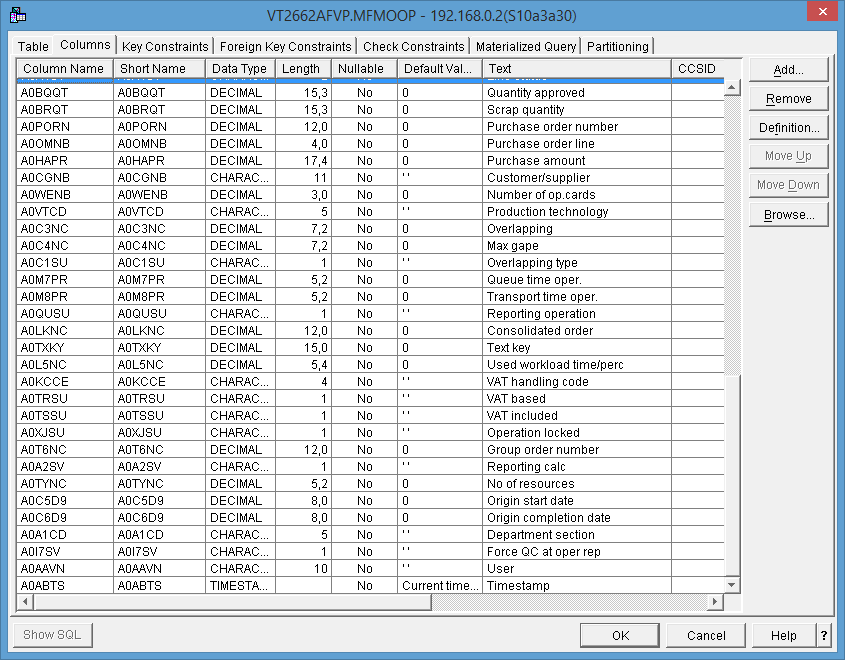 VT2662AFVP.MFMOOP - 192.168.0.2(S10a3a30)
Table Columns Key Constraints Foreign Key Constraints Check Constraints Materialized Query Partitioning
Column Name Short Name Data Type Length Nullable Default Val... Text CCSID
A0BQQT A0BQQT DECIMAL 15,3 No 0 Quantity approved
A0BRQT A0BRQT DECIMAL 15,3 No 0 Scrap quantity
A0PORN A0PORN DECIMAL 12,0 No 0 Purchase order number
A0OMNB A0OMNB DECIMAL 4,0 No 0 Purchase order line
A0HAPR A0HAPR DECIMAL 17,4 No 0 Purchase amount
A0CGNB A0CGNB CHARAC... 11 No ' ' Customer/supplier
A0WENB A0WENB DECIMAL 3,0 No 0 Number of op.cards
A0VTCD A0VTCD CHARAC... 5 No ' ' Production technology
A0C3NC A0C3NC DECIMAL 7,2 No 0 Overlapping
A0C4NC A0C4NC DECIMAL 7,2 No 0 Max gape
A0C1SU A0C1SU CHARAC... 1 No ' ' Overlapping type
A0M7PR A0M7PR DECIMAL 5,2 No 0 Queue time oper.
A0M8PR A0M8PR DECIMAL 5,2 No 0 Transport time oper.
A0QUSU A0QUSU CHARAC... 1 No ' ' Reporting operation
A0LKNC A0LKNC DECIMAL 12,0 No 0 Consolidated order
A0TXKY A0TXKY DECIMAL 15,0 No 0 Text key
A0L5NC A0L5NC DECIMAL 5,4 No 0 Used workload time/perc
A0KCCE A0KCCE CHARAC... 4 No ' ' VAT handling code
A0TRSU A0TRSU CHARAC... 1 No ' ' VAT based
A0TSSU A0TSSU CHARAC... 1 No ' ' VAT included
A0XJSU A0XJSU CHARAC... 1 No ' ' Operation locked
A0T6NC A0T6NC DECIMAL 12,0 No 0 Group order number
A0A2SV A0A2SV CHARAC... 1 No ' ' Reporting calc
A0TYNC A0TYNC DECIMAL 5,2 No 0 No of resources
A0C5D9 A0C5D9 DECIMAL 8,0 No 0 Origin start date
A0C6D9 A0C6D9 DECIMAL 8,0 No 0 Origin completion date
A0A1CD A0A1CD CHARAC... 5 No ' ' Department section
A0I7SV A0I7SV CHARAC... 1 No ' ' Force QC at oper rep
A0AAVN A0AAVN CHARAC... 10 No ' ' User
A0ABTS A0ABTS TIMESTA... No Current time... Timestamp
Add...
Remove
Definition...
Move Up
Move Down
Browse...
Show SQL OK Cancel Help ?